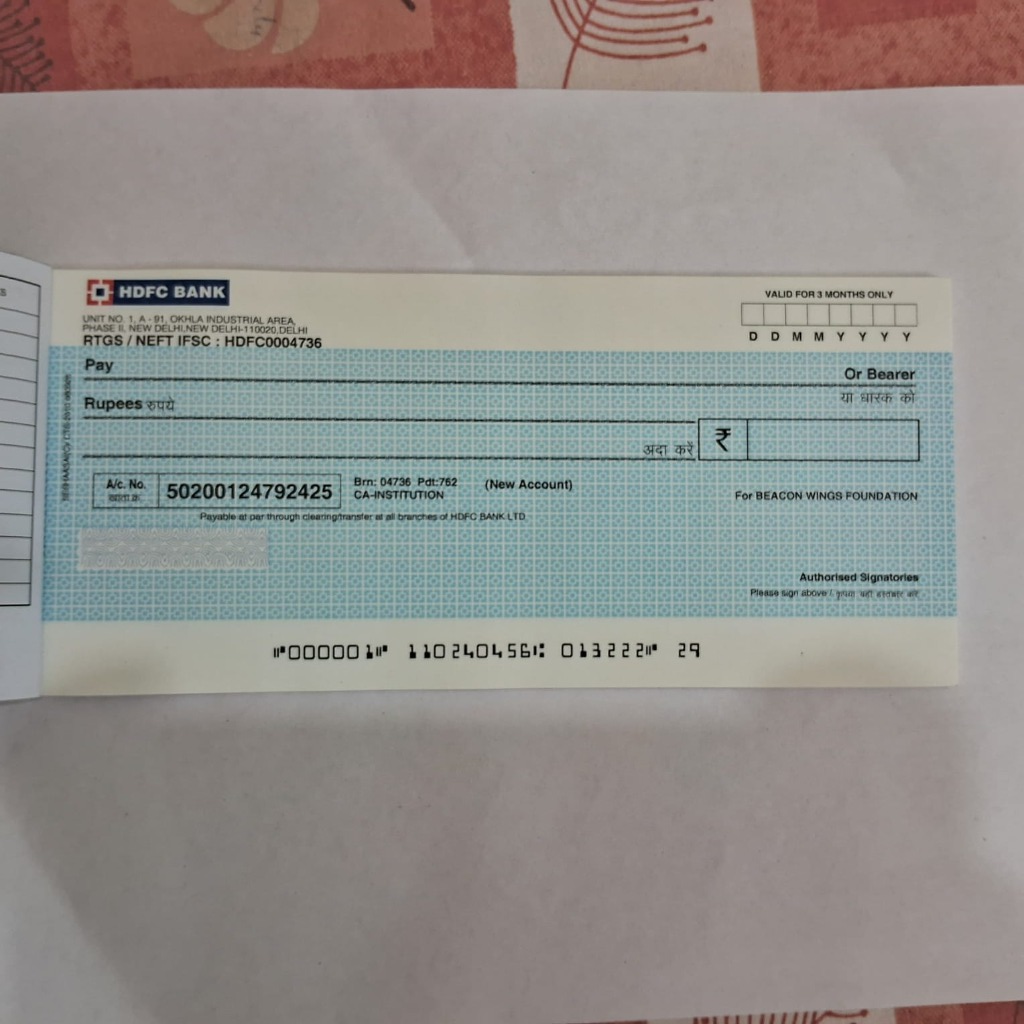 HDFC BANK
UNIT NO. 1, A - 91, OKHLA INDUSTRIAL AREA,
PHASE II, NEW DELHI,NEW DELHI-110020,DELHI
RTGS / NEFT IFSC : HDFC0004736
VALID FOR 3 MONTHS ONLY
D D M M Y Y Y Y
Pay
Or Bearer
या धारक को
Rupees रुपये
अदा करें
₹
A/c. No.
खाता क्र.
50200124792425
Brn: 04736 Pdt:762
CA-INSTITUTION
(New Account)
For BEACON WINGS FOUNDATION
Payable at par through clearing/transfer at all branches of HDFC BANK LTD
Authorised Signatories
Please sign above / कृपया यहाँ हस्ताक्षर करें
⑈000001⑈ 110240456⑆ 013222⑈ 29